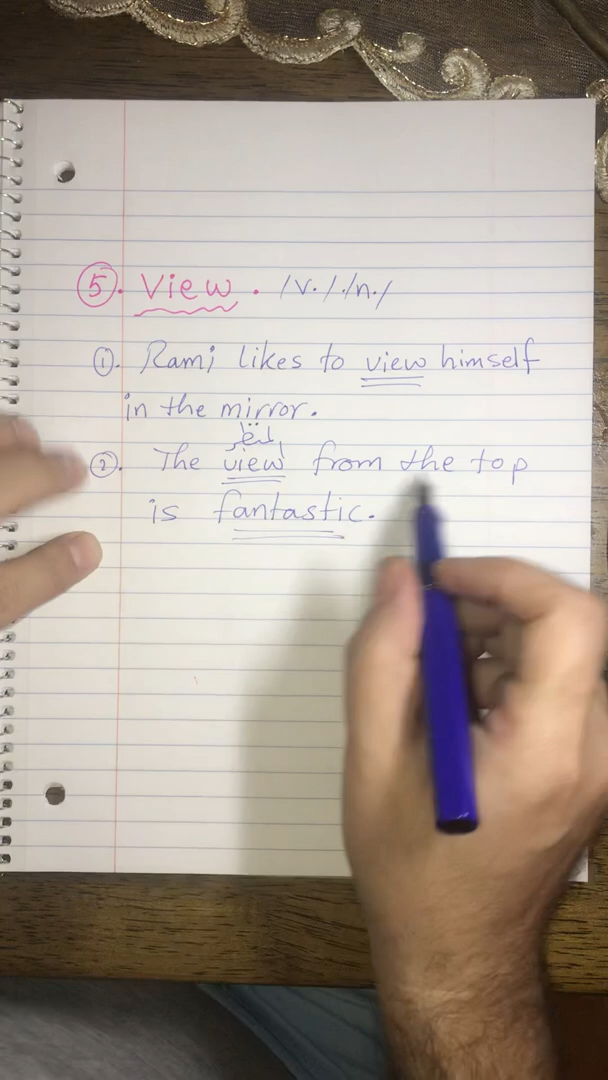 5. View. /v./ /n./
①. Rami likes to view himself
in the mirror.
المنظر
②. The view from the top
is fantastic.